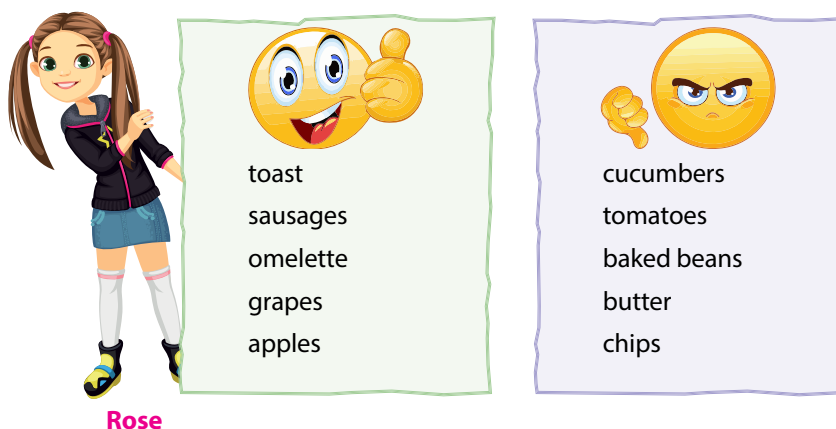 toast
sausages
omelette
grapes
apples
cucumbers
tomatoes
baked beans
butter
chips
Rose